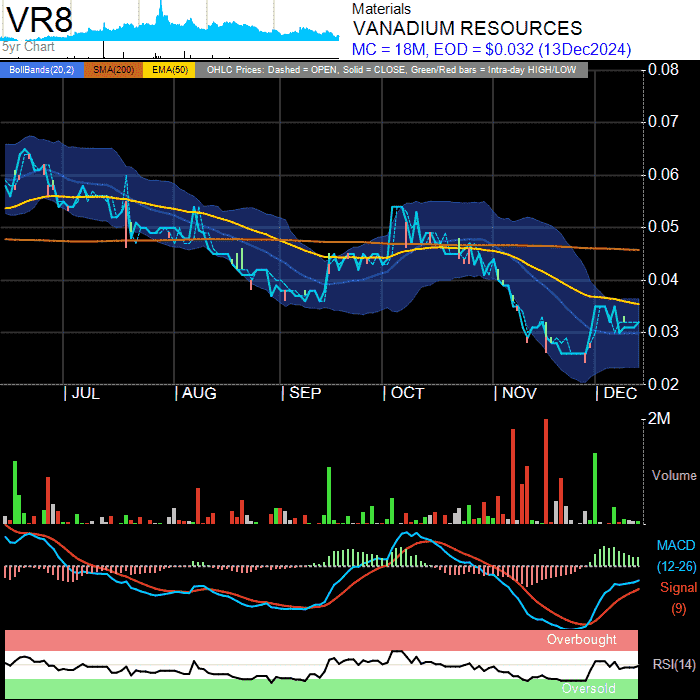 VR8
5yr Chart
Materials
VANADIUM RESOURCES
MC = 18M, EOD = $0.032 (13Dec2024)
BollBands(20,2) SMA(200) EMA(50) OHLC Prices: Dashed = OPEN, Solid = CLOSE, Green/Red bars = Intra-day HIGH/LOW
0.08
0.07
0.06
0.05
0.04
0.03
0.02
JUL AUG SEP OCT NOV DEC
2M
Volume
MACD
(12-26)
Signal
(9)
Overbought
RSI(14)
Oversold